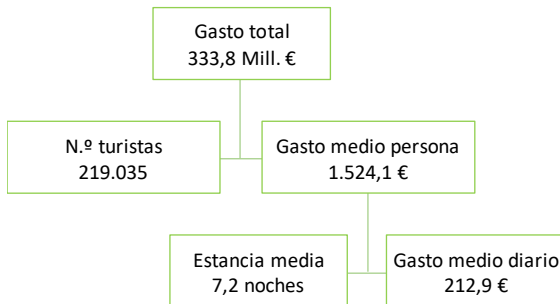 Gasto total
333,8 Mill. €
N.º turistas
219.035
Gasto medio persona
1.524,1 €
Estancia media
7,2 noches
Gasto medio diario
212,9 €